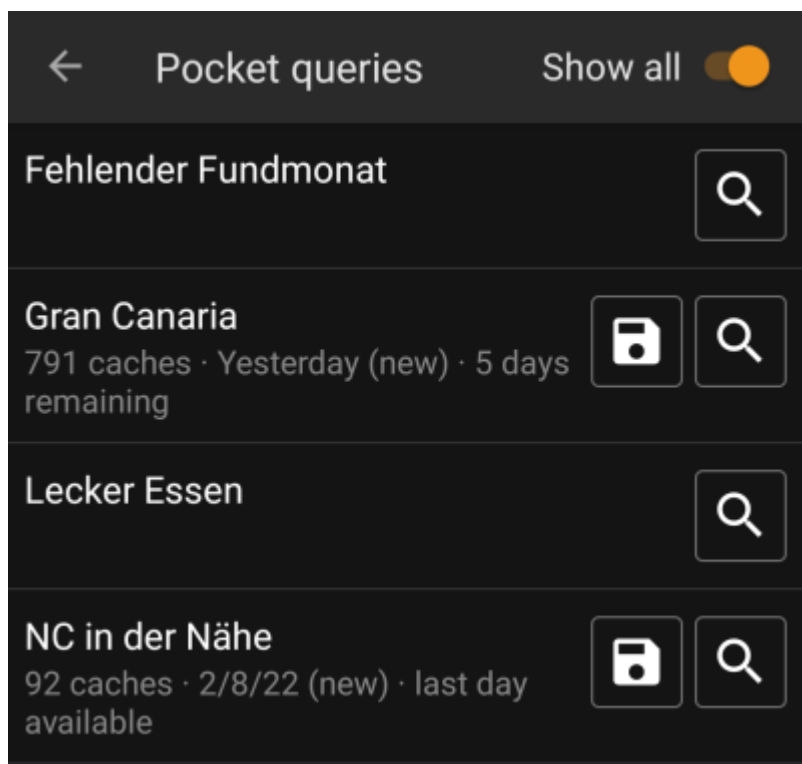 Pocket queries Show all
Fehlender Fundmonat
Gran Canaria
791 caches · Yesterday (new) · 5 days
remaining
Lecker Essen
NC in der Nähe
92 caches · 2/8/22 (new) · last day
available